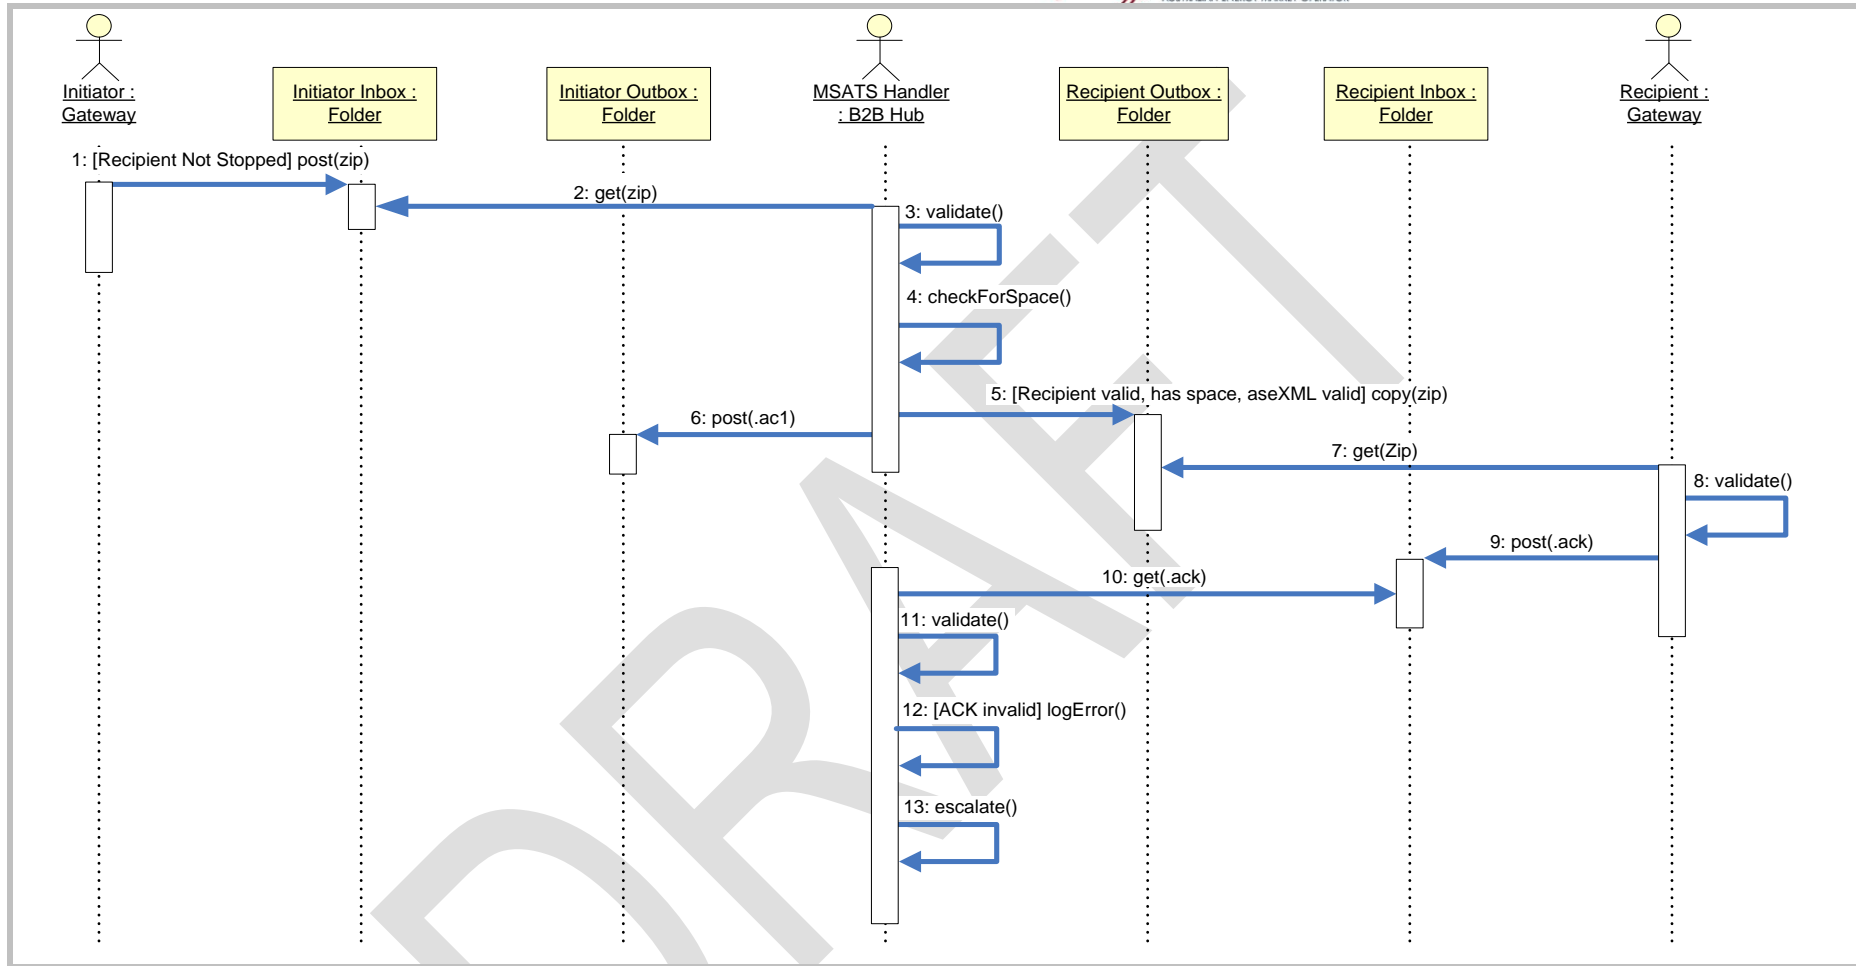 Initiator :
Gateway
Initiator Inbox :
Folder
Initiator Outbox :
Folder
MSATS Handler
: B2B Hub
Recipient Outbox :
Folder
Recipient Inbox :
Folder
Recipient :
Gateway
1: [Recipient Not Stopped] post(zip)
2: get(zip)
3: validate()
4: checkForSpace()
5: [Recipient valid, has space, aseXML valid] copy(zip)
6: post(.ac1)
7: get(Zip)
8: validate()
9: post(.ack)
10: get(.ack)
11: validate()
12: [ACK invalid] logError()
13: escalate()
DRAFT